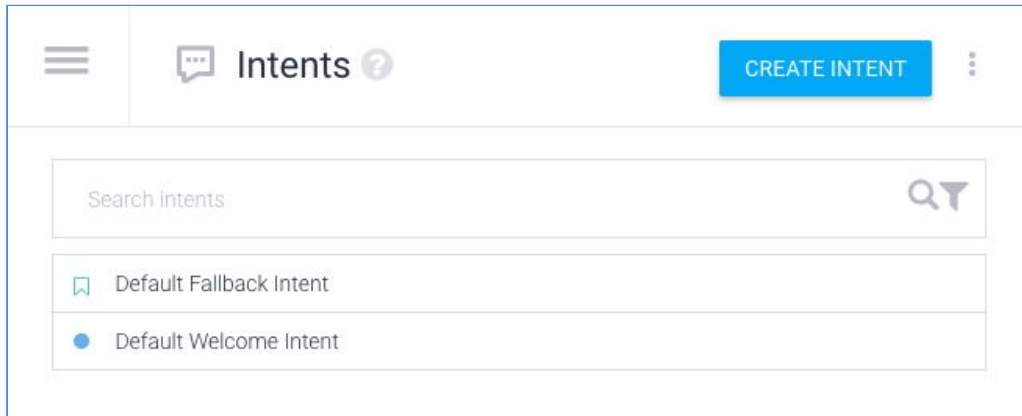 Intents ?
CREATE INTENT
Search intents
Default Fallback Intent
Default Welcome Intent